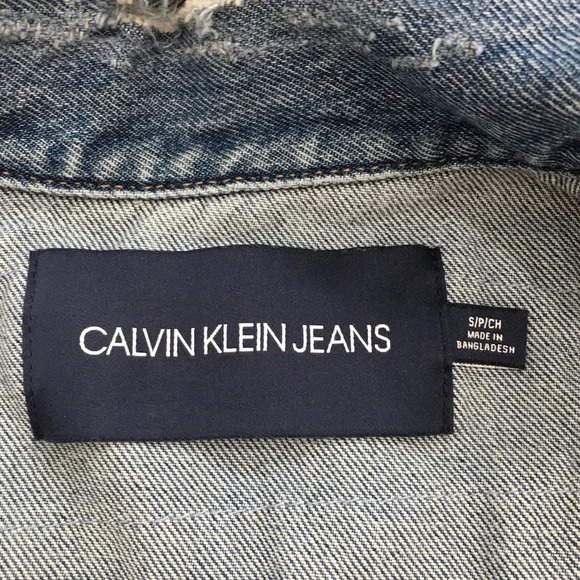 CALVIN KLEIN JEANS
S/P/CH
MADE IN
BANGLADESH